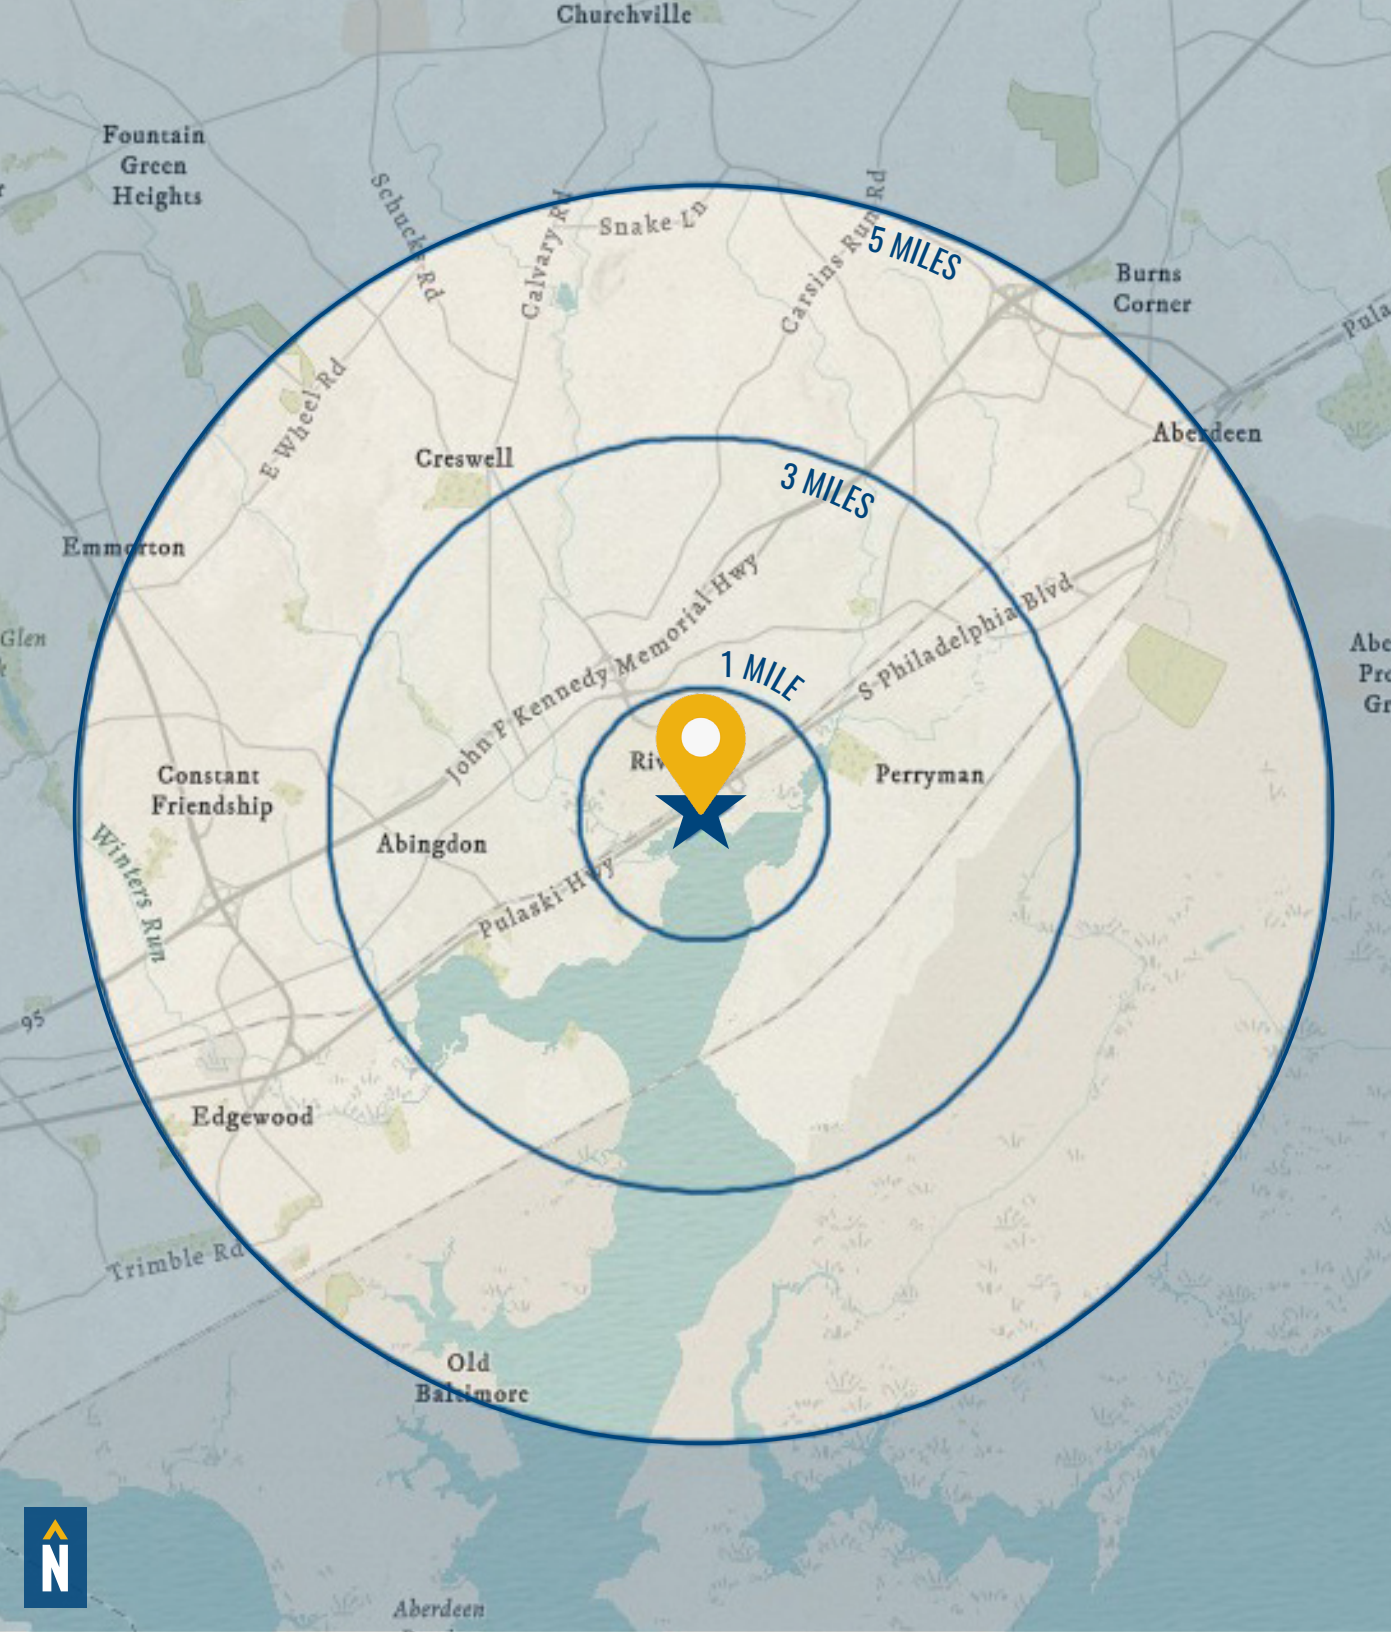 Churchville
Fountain
Green
Heights
Schucks Rd
Calvary Rd
Snake Ln
Carsins Run Rd
5 MILES
Burns
Corner
E Wheel Rd
Creswell
Aberdeen
3 MILES
Emmorton
John F Kennedy Memorial Hwy
S Philadelphia Blvd
Glen
1 MILE
Constant
Friendship
Perryman
Abingdon
Winters Run
Pulaski Hwy
95
Edgewood
Trimble Rd
Old
Baltimore
N
Aberdeen